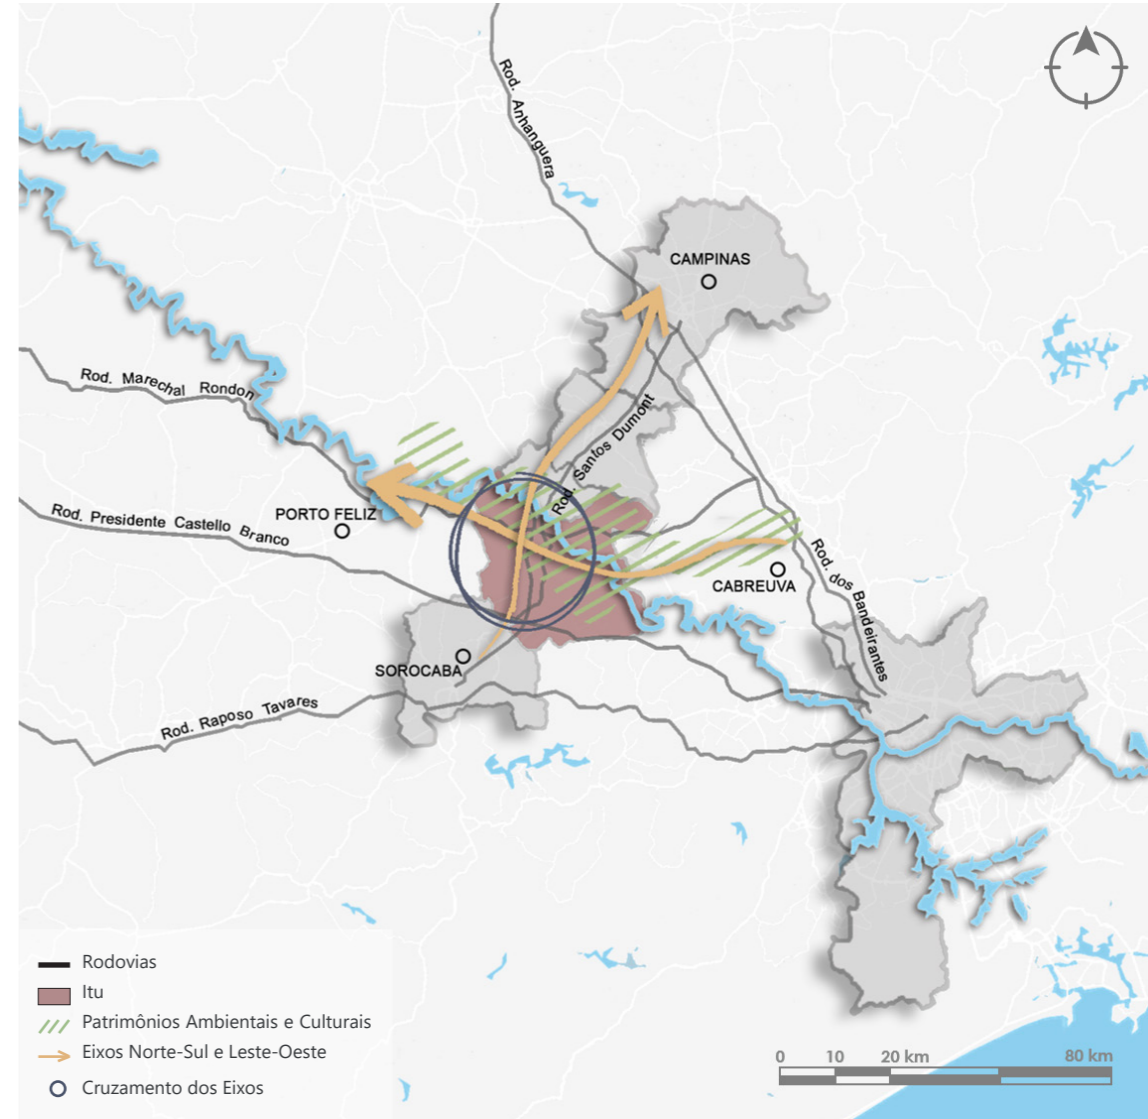 Rod. Anhanguera
CAMPINAS
Rod. Marechal Rondon
Rod. Santos Dumont
PORTO FELIZ
Rod. Presidente Castello Branco
CABREUVA
Rod. dos Bandeirantes
SOROCABA
Rod. Raposo Tavares
Rodovias
Itu
Patrimônios Ambientais e Culturais
Eixos Norte-Sul e Leste-Oeste
Cruzamento dos Eixos
0 10 20 km 80 km